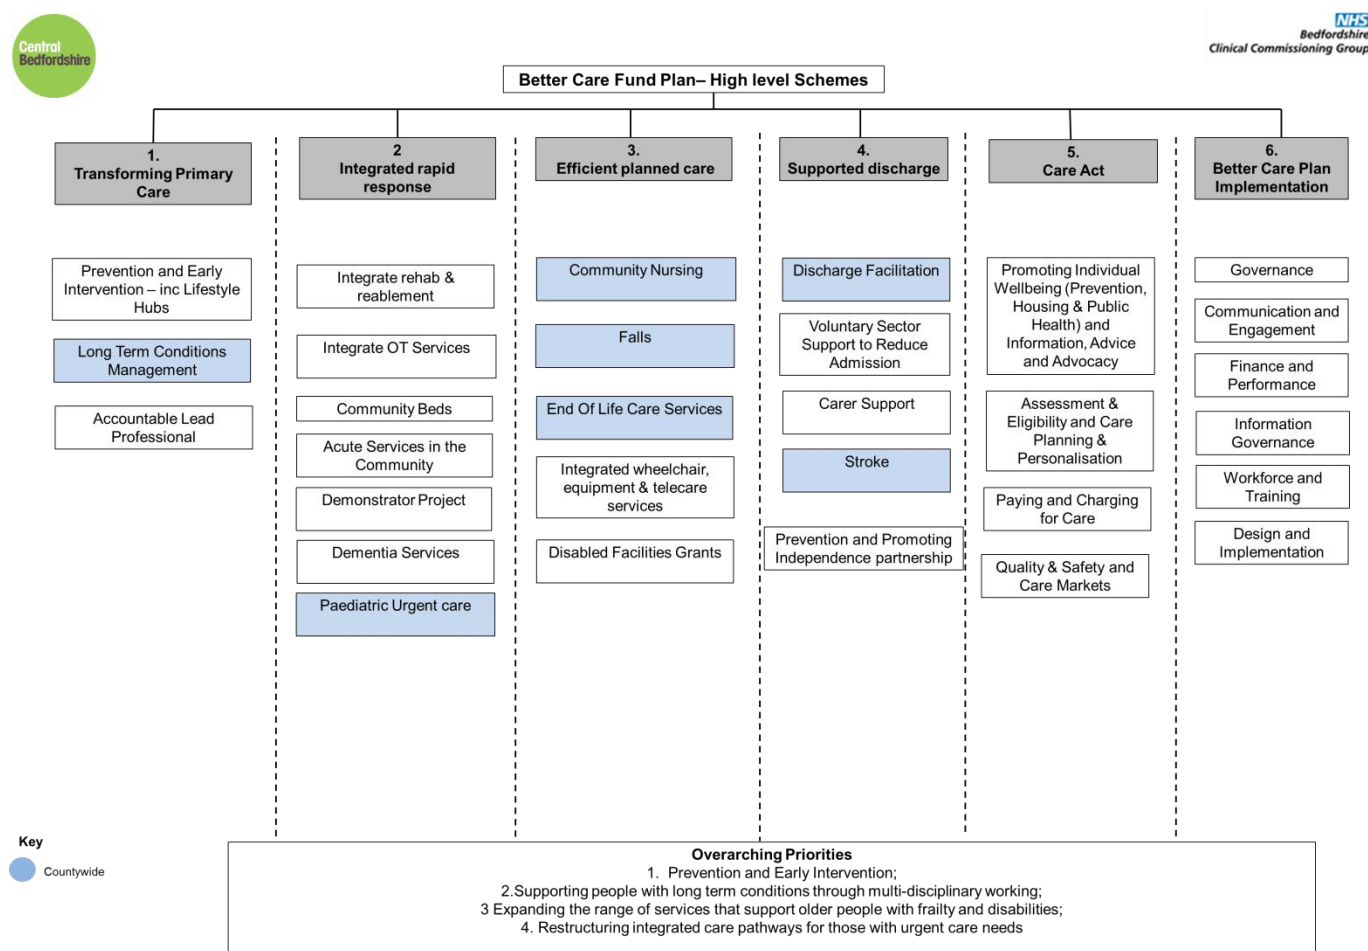 Central
Bedfordshire
NHS
Bedfordshire
Clinical Commissioning Group
Better Care Fund Plan– High level Schemes
1.
Transforming Primary
Care
Prevention and Early
Intervention – inc Lifestyle
Hubs
Long Term Conditions
Management
Accountable Lead
Professional
2
Integrated rapid
response
Integrate rehab &
reablement
Integrate OT Services
Community Beds
Acute Services in the
Community
Demonstrator Project
Dementia Services
Paediatric Urgent care
3.
Efficient planned care
Community Nursing
Falls
End Of Life Care Services
Integrated wheelchair,
equipment & telecare
services
Disabled Facilities Grants
4.
Supported discharge
Discharge Facilitation
Voluntary Sector
Support to Reduce
Admission
Carer Support
Stroke
Prevention and Promoting
Independence partnership
5.
Care Act
Promoting Individual
Wellbeing (Prevention,
Housing & Public
Health) and
Information, Advice
and Advocacy
Assessment &
Eligibility and Care
Planning &
Personalisation
Paying and Charging
for Care
Quality & Safety and
Care Markets
6.
Better Care Plan
Implementation
Governance
Communication and
Engagement
Finance and
Performance
Information
Governance
Workforce and
Training
Design and
Implementation
Key
Countywide
Overarching Priorities
1. Prevention and Early Intervention;
2.Supporting people with long term conditions through multi-disciplinary working;
3 Expanding the range of services that support older people with frailty and disabilities;
4. Restructuring integrated care pathways for those with urgent care needs